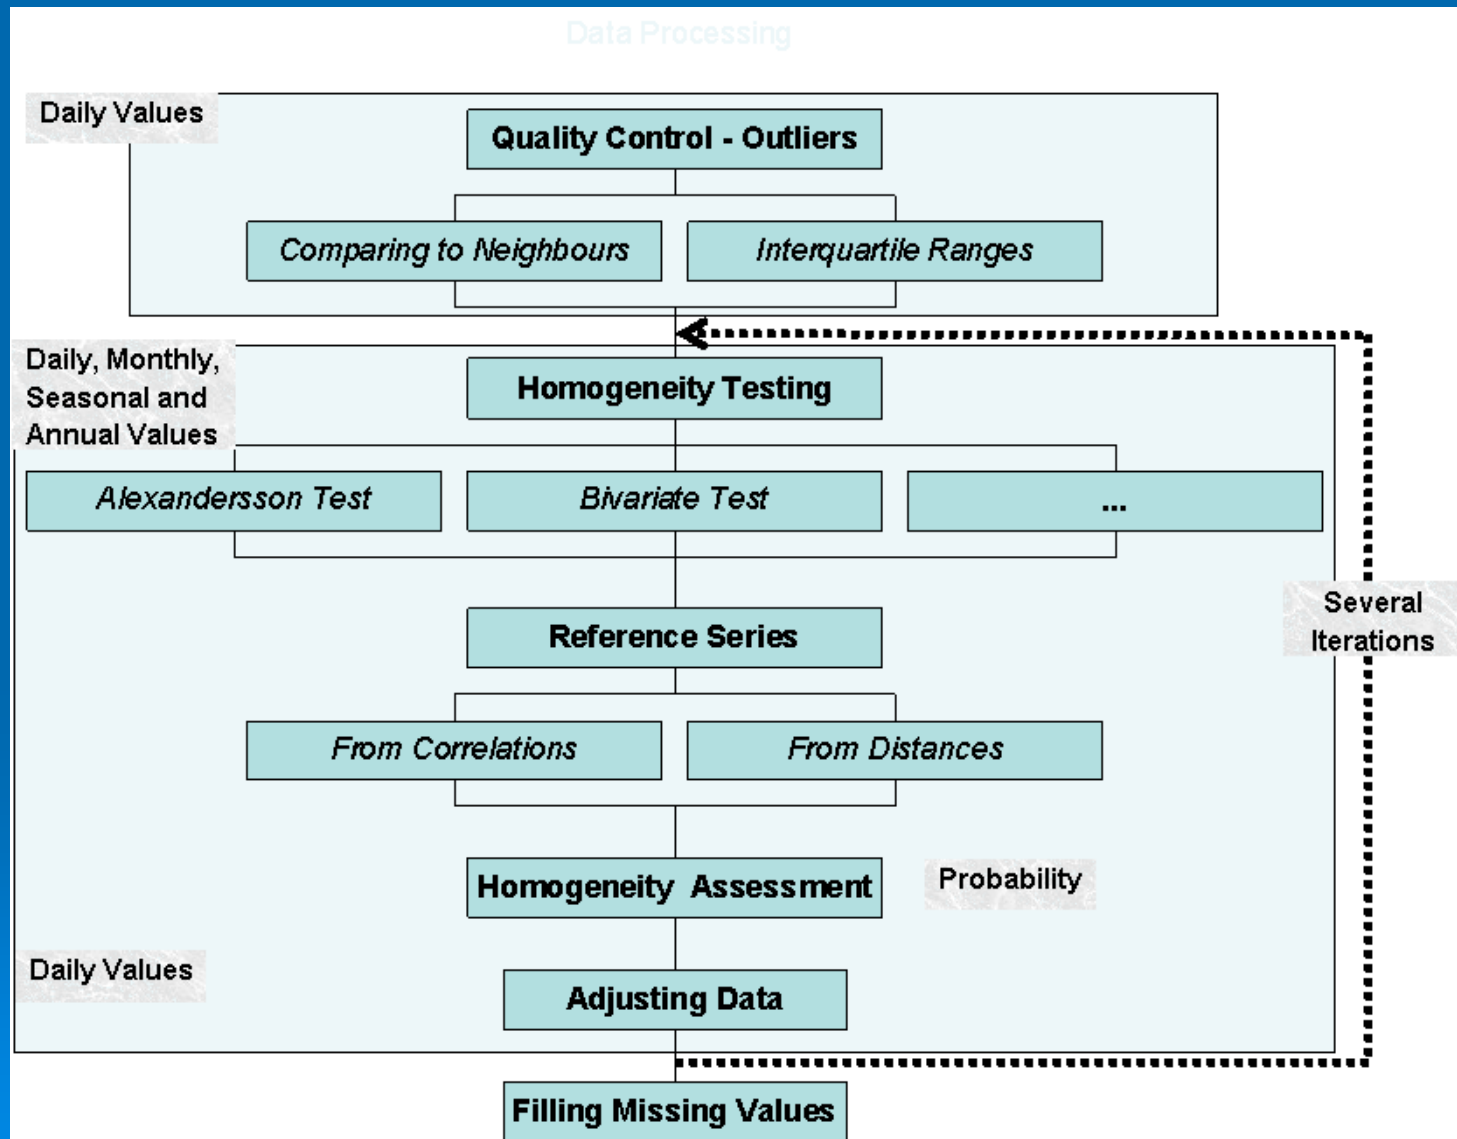 Data Processing
Daily Values
Quality Control - Outliers
Comparing to Neighbours
Interquartile Ranges
Daily, Monthly,
Seasonal and
Annual Values
Homogeneity Testing
Alexandersson Test
Bivariate Test
...
Reference Series
Several
Iterations
From Correlations
From Distances
Homogeneity Assessment
Probability
Daily Values
Adjusting Data
Filling Missing Values